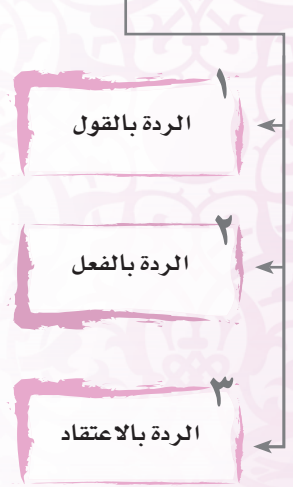 ١
الردة بالقول
٢
الردة بالفعل
٣
الردة بالاعتقاد